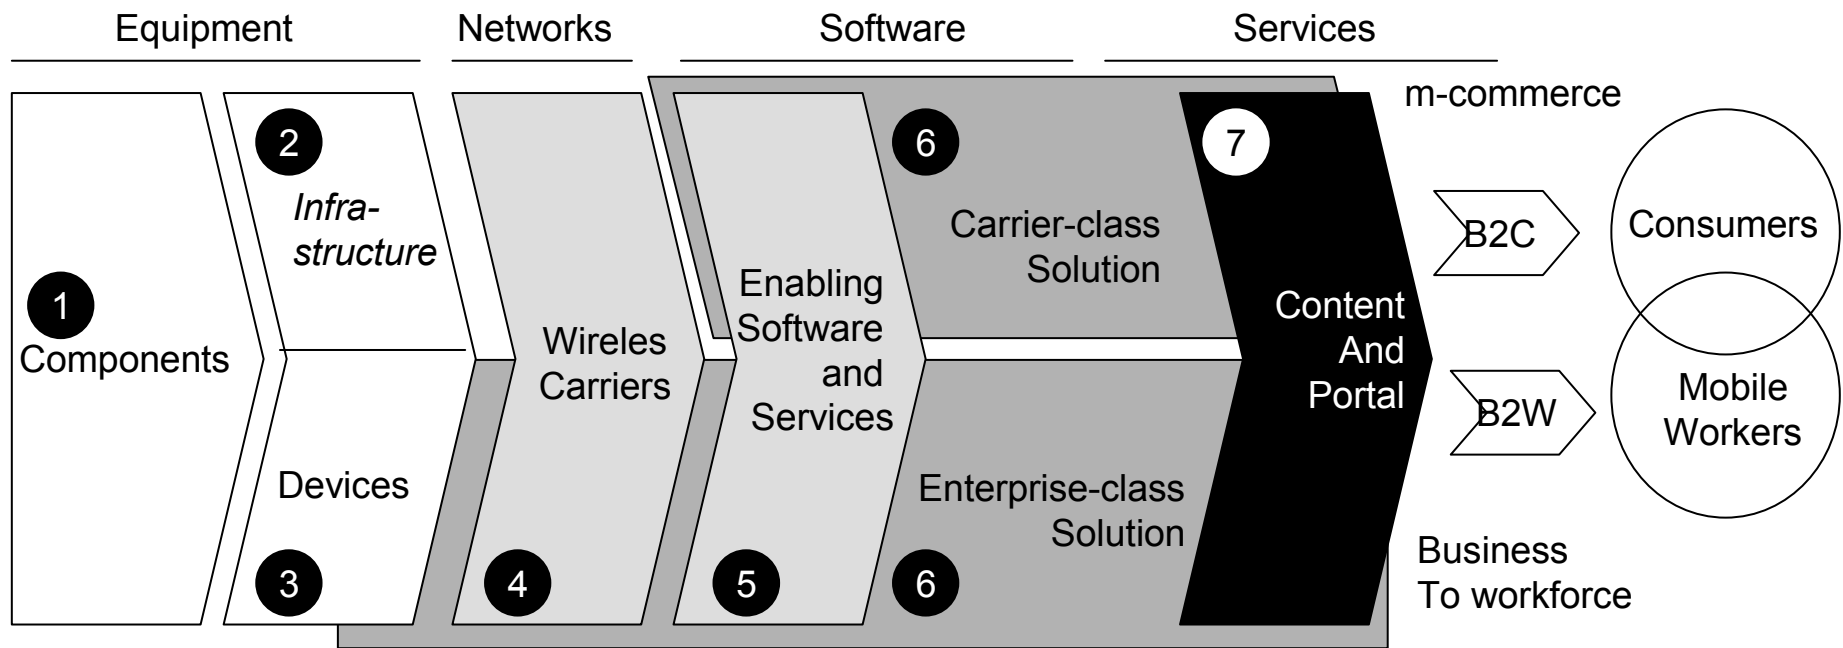 Equipment
Networks
Software
Services
1
Components
2
Infra-
structure
Devices
3
Wireles
Carriers
4
Enabling
Software
and
Services
5
6
Carrier-class
Solution
Enterprise-class
Solution
6
7
Content
And
Portal
m-commerce
B2C
Consumers
B2W
Mobile
Workers
Business
To workforce